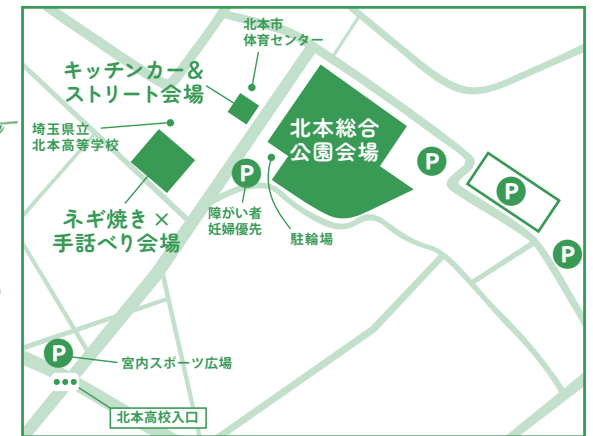 北本市
体育センター
キッチンカー&
ストリート会場
埼玉県立
北本高等学校
北本総合
公園会場
P
P
P
P
ネギ焼き×
手話べり会場
障がい者
妊婦優先
駐輪場
P
宮内スポーツ広場
北本高校入口